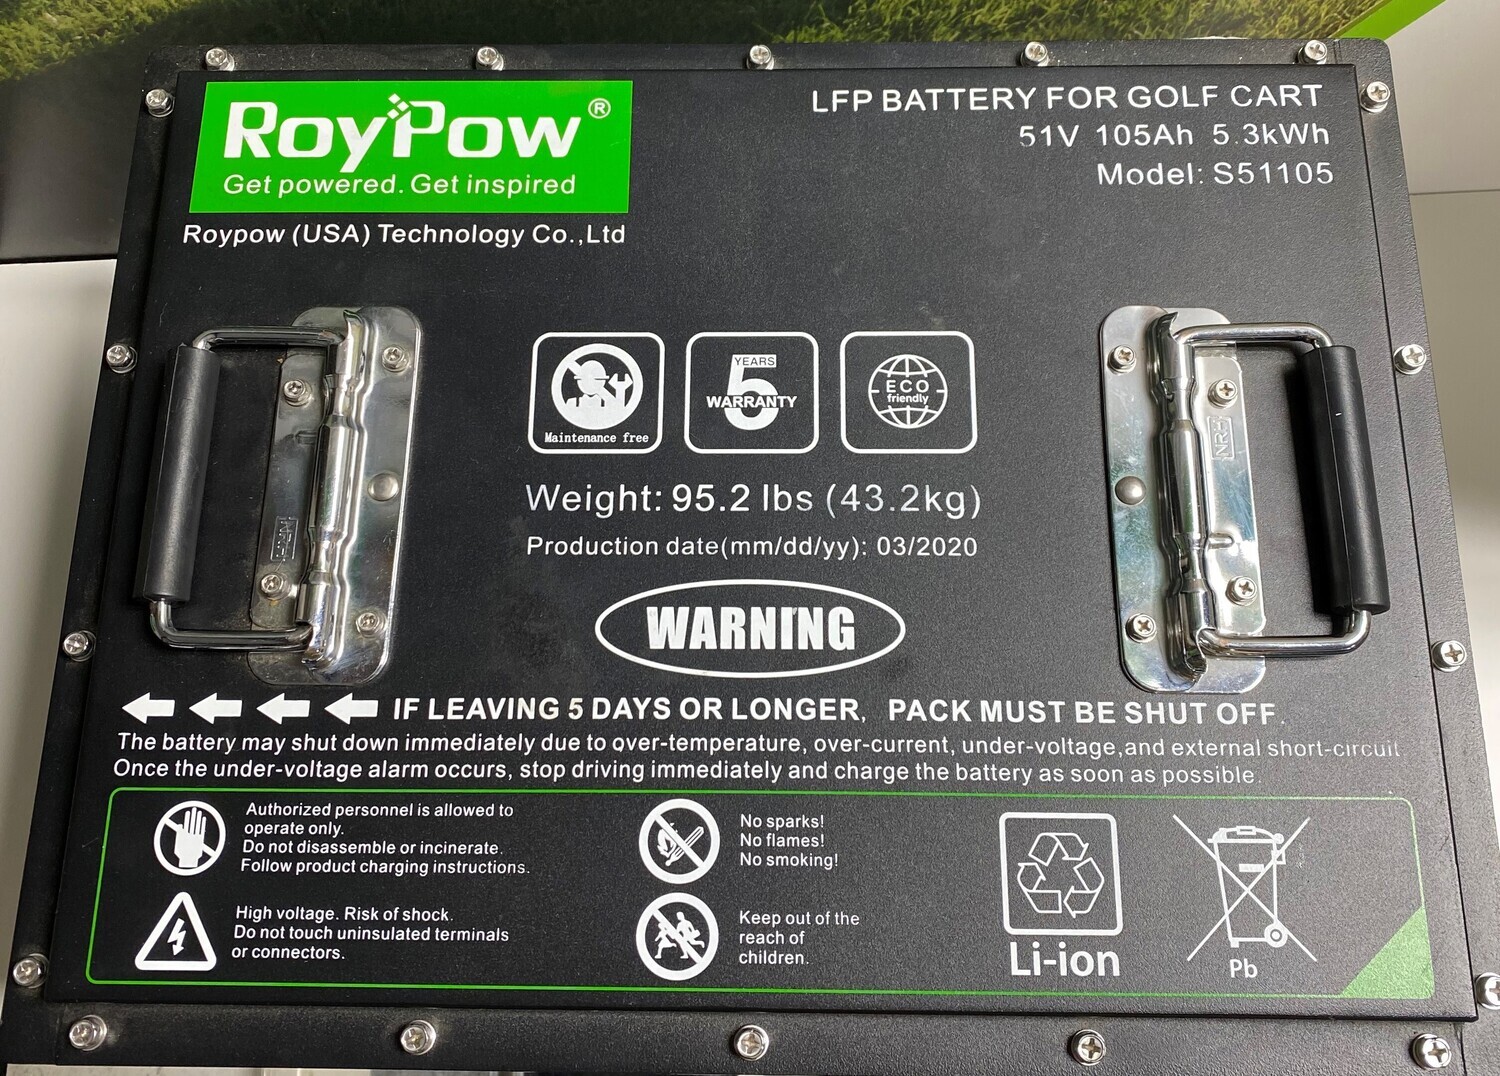 RoyPow®
Get powered. Get inspired
Roypow (USA) Technology Co.,Ltd
LFP BATTERY FOR GOLF CART
51V 105Ah 5.3kWh
Model: S51105
Maintenance free
YEARS
5
WARRANTY
ECO
friendly
NRH
NRH
Weight: 95.2 lbs (43.2kg)
Production date(mm/dd/yy): 03/2020
WARNING
IF LEAVING 5 DAYS OR LONGER, PACK MUST BE SHUT OFF.
The battery may shut down immediately due to over-temperature, over-current, under-voltage,and external short-circuit
Once the under-voltage alarm occurs, stop driving immediately and charge the battery as soon as possible.
Authorized personnel is allowed to
operate only.
Do not disassemble or incinerate.
Follow product charging instructions.
High voltage. Risk of shock.
Do not touch uninsulated terminals
or connectors.
No sparks!
No flames!
No smoking!
Keep out of the
reach of
children.
Li-ion
Pb